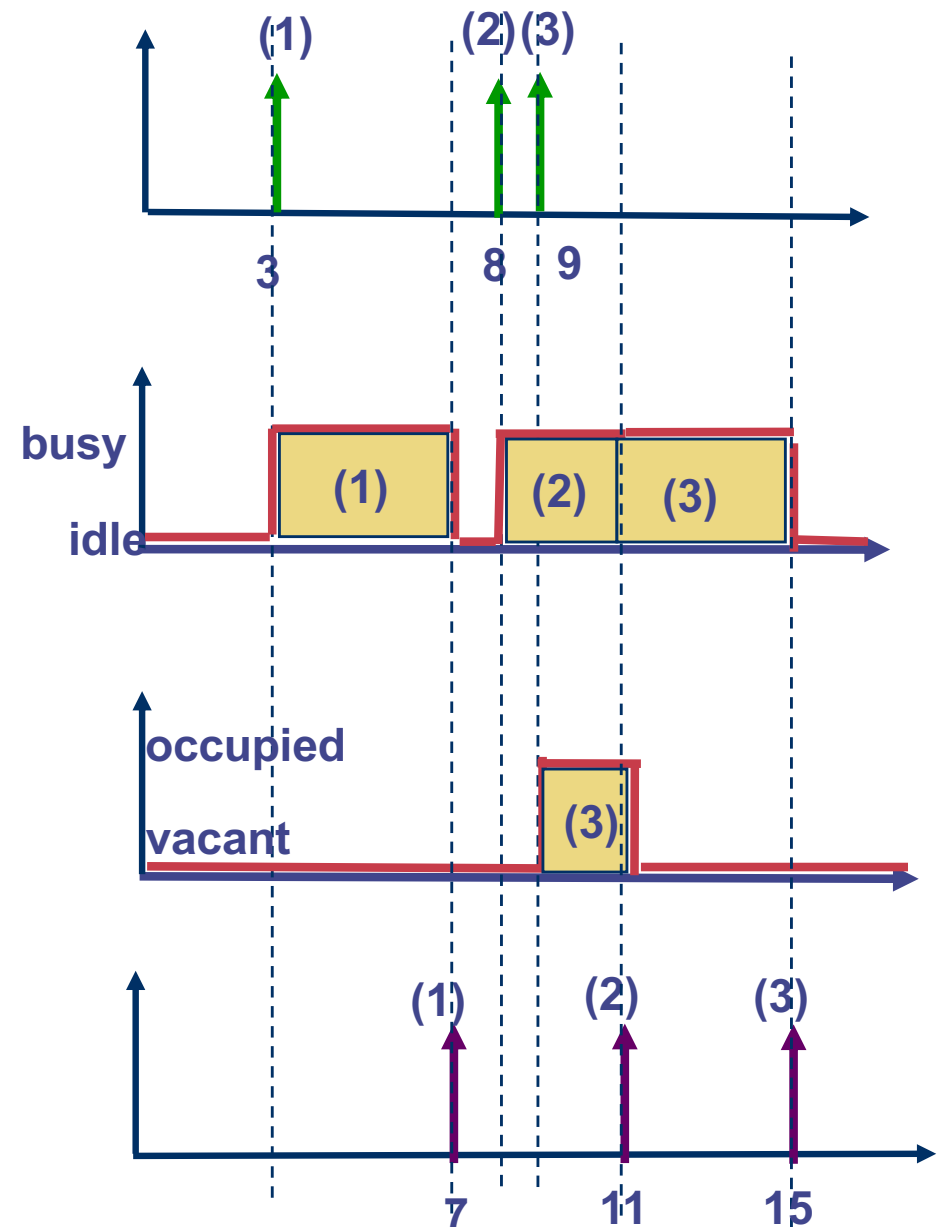 (1) (2) (3)
3 8 9
busy
(1) (2) (3)
idle
occupied
(3)
vacant
(1) (2) (3)
7 11 15